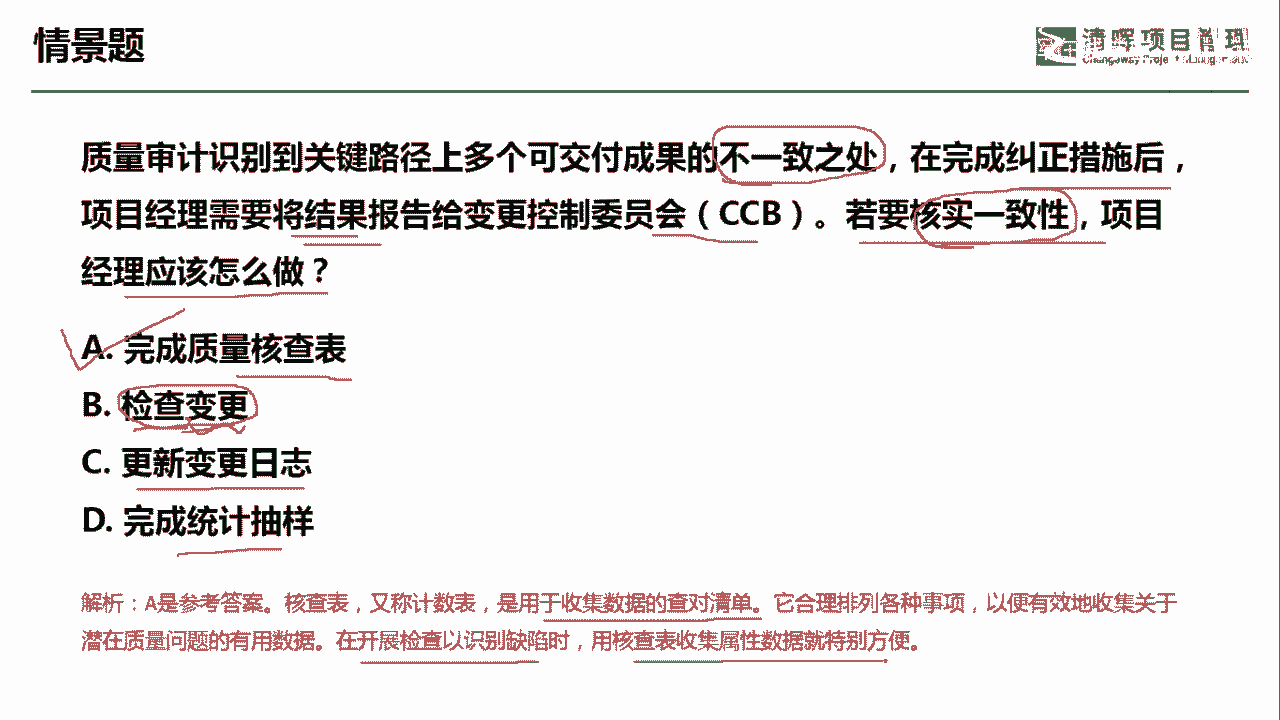 情景题
清晖项目管理
质量审计识别到关键路径上多个可交付成果的不一致之处，在完成纠正措施后，
项目经理需要将结果报告给变更控制委员会（CCB）。若要核实一致性，项目
经理应该怎么做？
A. 完成质量核查表
B. 检查变更
C. 更新变更日志
D. 完成统计抽样
解析：A是参考答案。核查表，又称计数表，是用于收集数据的查对清单。它合理排列各种事项，以便有效地收集关于
潜在质量问题的有用数据。在开展检查以识别缺陷时，用核查表收集属性数据就特别方便。